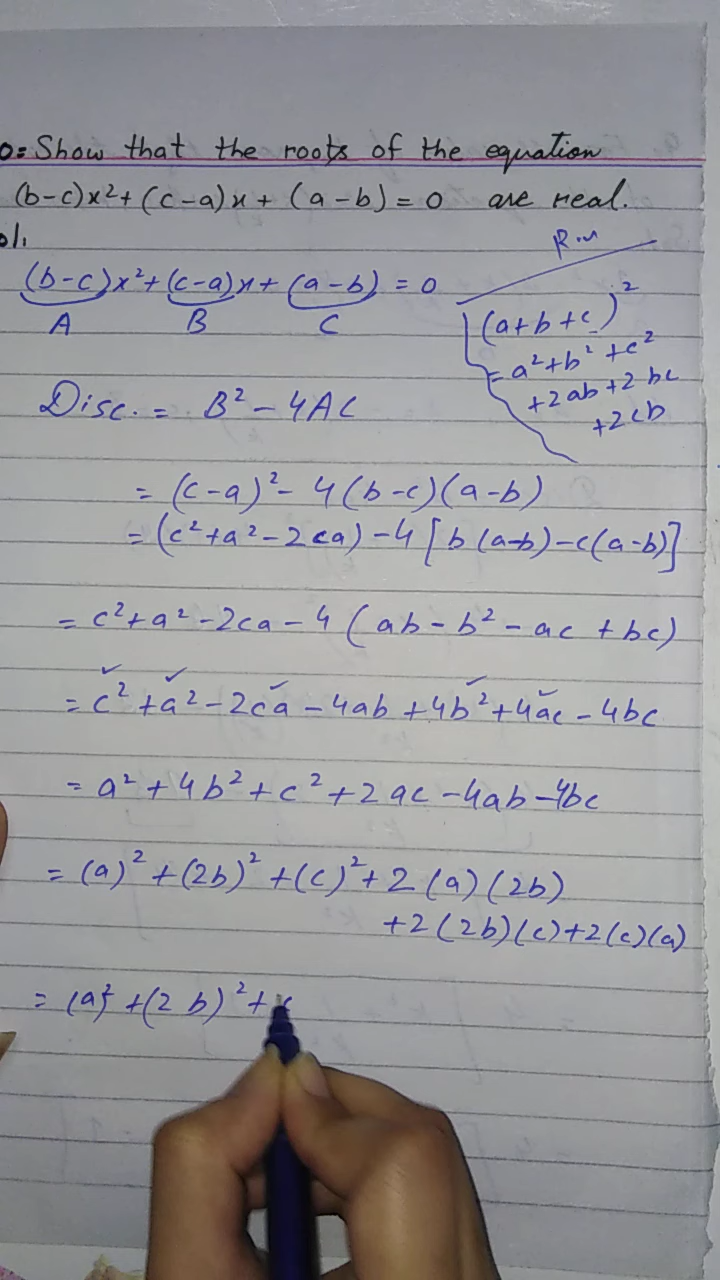 o= Show that the roots of the equation
(b-c)x²+(c-a)x+(a-b)=0 are real.
ol.
R.w
(b-c)x²+(c-a)x+(a-b)=0
A B C
(a+b+c)²
=a²+b²+c²
+2ab+2bc
+2cb
Disc. = B²-4AC
=(c-a)²-4(b-c)(a-b)
=(c²+a²-2ca)-4[b(a-b)-c(a-b)]
=c²+a²-2ca-4(ab-b²-ac+bc)
=c²+a²-2ca-4ab+4b²+4ac-4bc
=a²+4b²+c²+2ac-4ab-4bc
=(a)²+(2b)²+(c)²+2(a)(2b)
+2(2b)(c)+2(c)(a)
=(a)²+(2b)²+